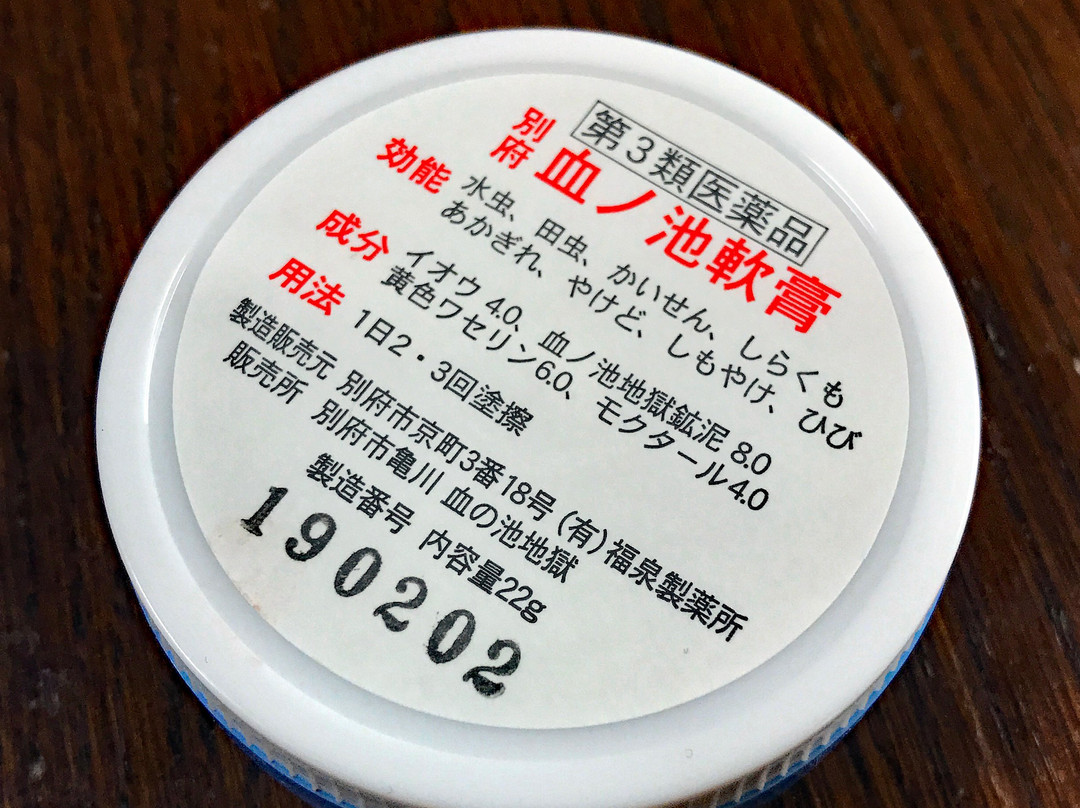 第3類医薬品
別府 血ノ池軟膏
効能 水虫、田虫、かいせん、しらくも
あかぎれ、やけど、しもやけ、ひび
成分 イオウ 4.0、血ノ池地獄鉱泥 8.0
黄色ワセリン6.0、モクタール4.0
用法 1日2・3回塗擦
製造販売元 別府市京町3番18号 (有)福泉製薬所
販売所 別府市亀川 血の池地獄
製造番号 内容量22g
190202